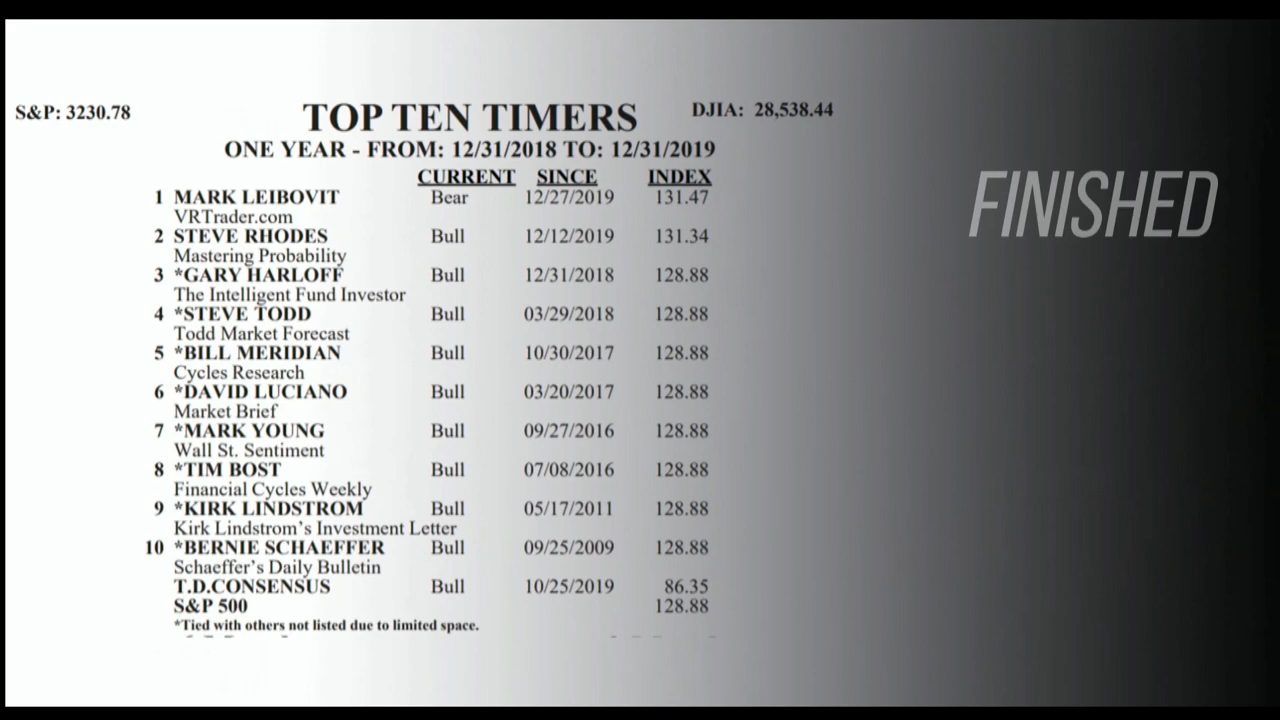 S&P: 3230.78
TOP TEN TIMERS
DJIA: 28,538.44
ONE YEAR - FROM: 12/31/2018 TO: 12/31/2019
CURRENT SINCE INDEX
1 MARK LEIBOVIT Bear 12/27/2019 131.47
VRTrader.com
2 STEVE RHODES Bull 12/12/2019 131.34
Mastering Probability
3 *GARY HARLOFF Bull 12/31/2018 128.88
The Intelligent Fund Investor
4 *STEVE TODD Bull 03/29/2018 128.88
Todd Market Forecast
5 *BILL MERIDIAN Bull 10/30/2017 128.88
Cycles Research
6 *DAVID LUCIANO Bull 03/20/2017 128.88
Market Brief
7 *MARK YOUNG Bull 09/27/2016 128.88
Wall St. Sentiment
8 *TIM BOST Bull 07/08/2016 128.88
Financial Cycles Weekly
9 *KIRK LINDSTROM Bull 05/17/2011 128.88
Kirk Lindstrom's Investment Letter
10 *BERNIE SCHAEFFER Bull 09/25/2009 128.88
Schaeffer's Daily Bulletin
T.D.CONSENSUS Bull 10/25/2019 86.35
S&P 500 128.88
*Tied with others not listed due to limited space.
FINISHED